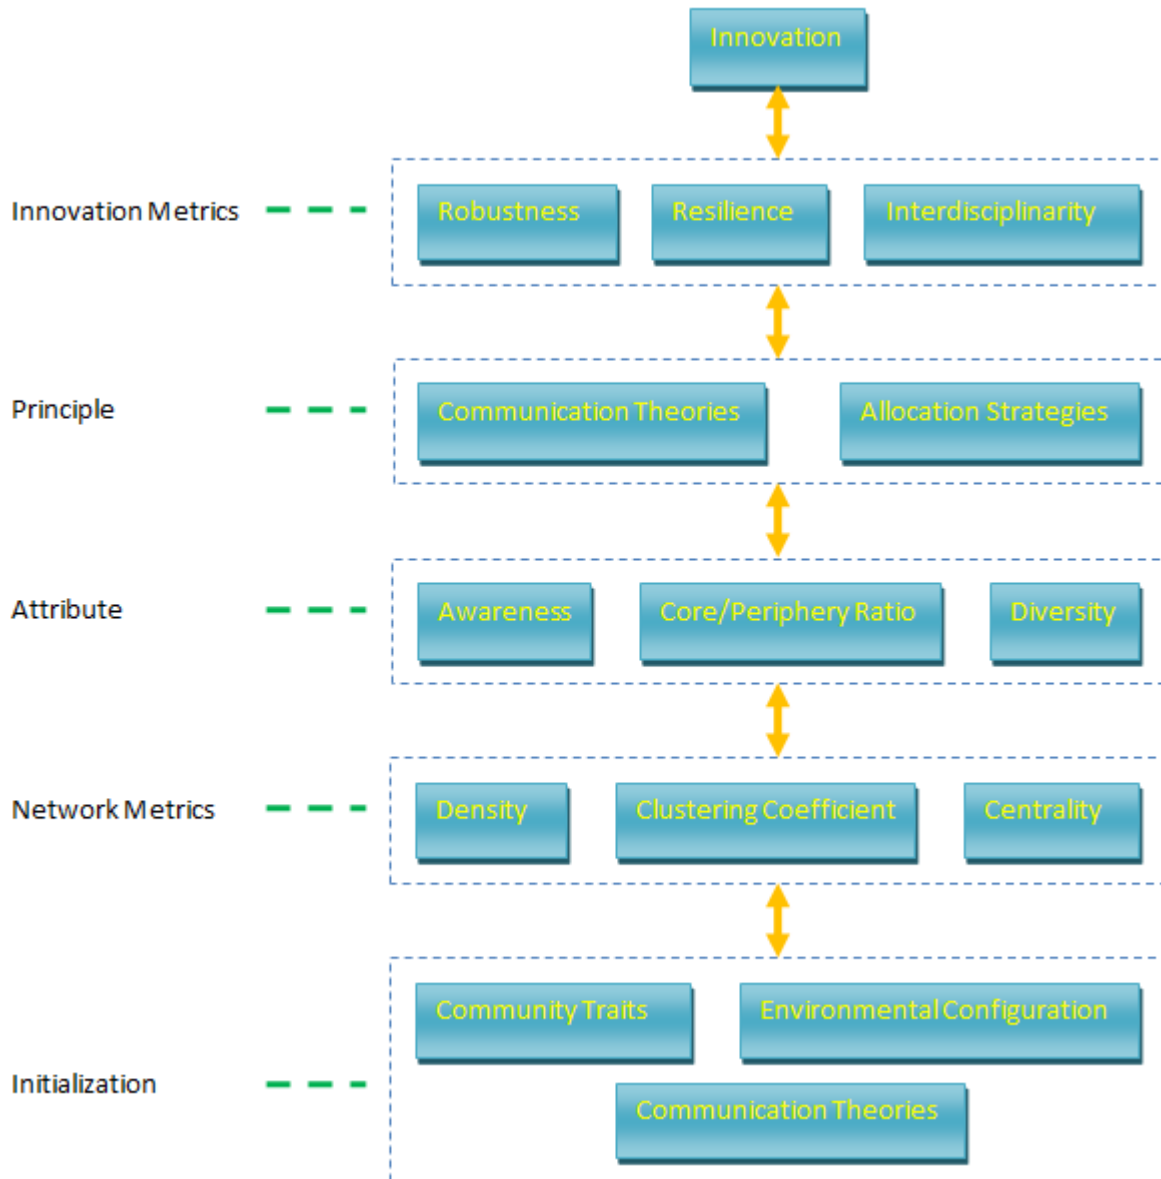 Innovation
Innovation Metrics
Robustness
Resilience
Interdisciplinarity
Principle
Communication Theories
Allocation Strategies
Attribute
Awareness
Core/Periphery Ratio
Diversity
Network Metrics
Density
Clustering Coefficient
Centrality
Community Traits
Environmental Configuration
Initialization
Communication Theories